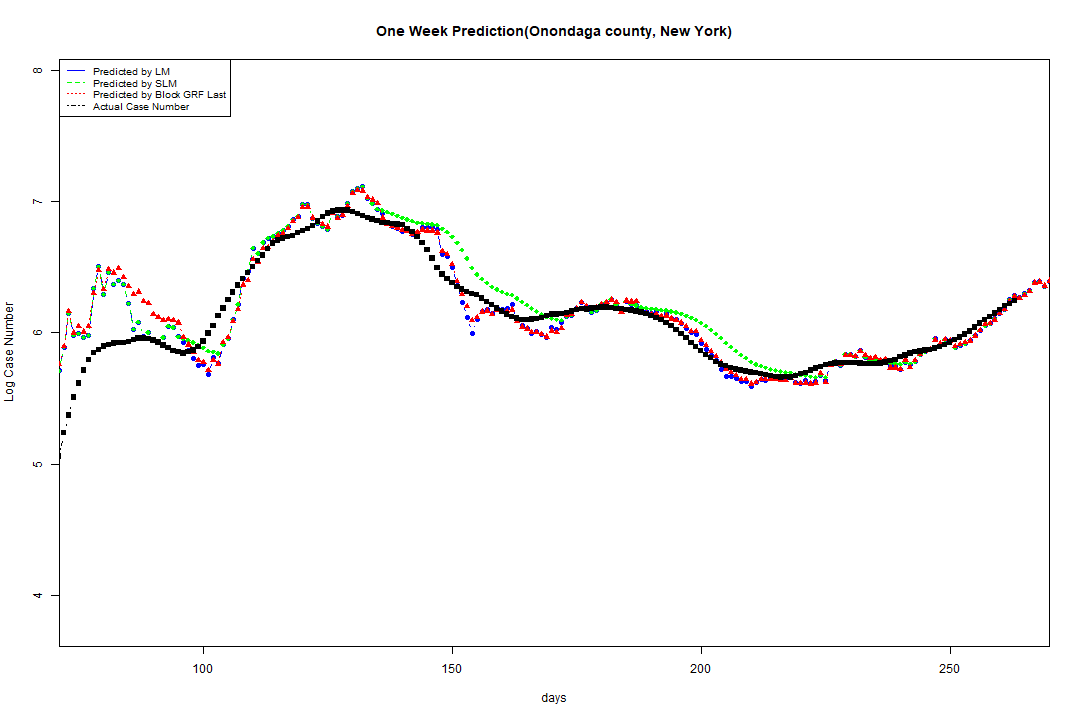 One Week Prediction(Onondaga county, New York)
Predicted by LM
Predicted by SLM
Predicted by Block GRF Last
Actual Case Number
8
7
6
5
4
Log Case Number
100 150 200 250
days